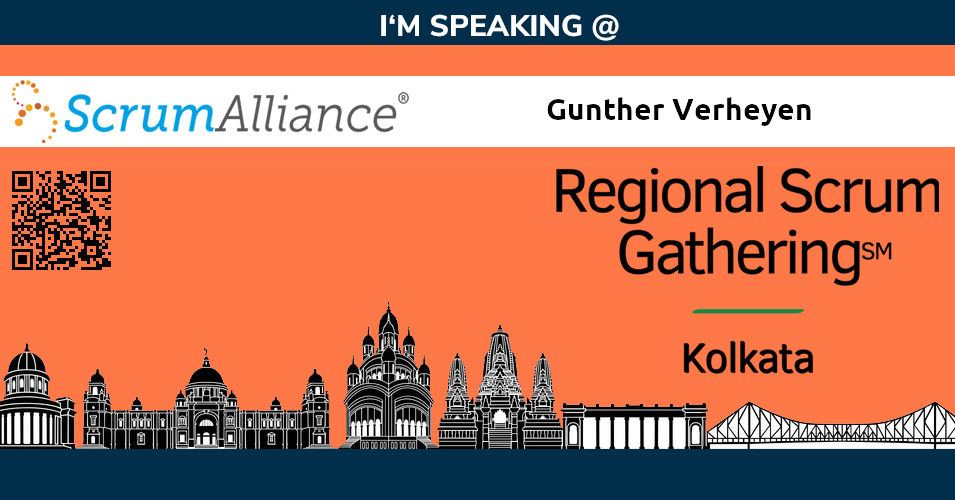 I‘M SPEAKING @
ScrumAlliance®
Gunther Verheyen
Regional Scrum
Gathering℠
Kolkata